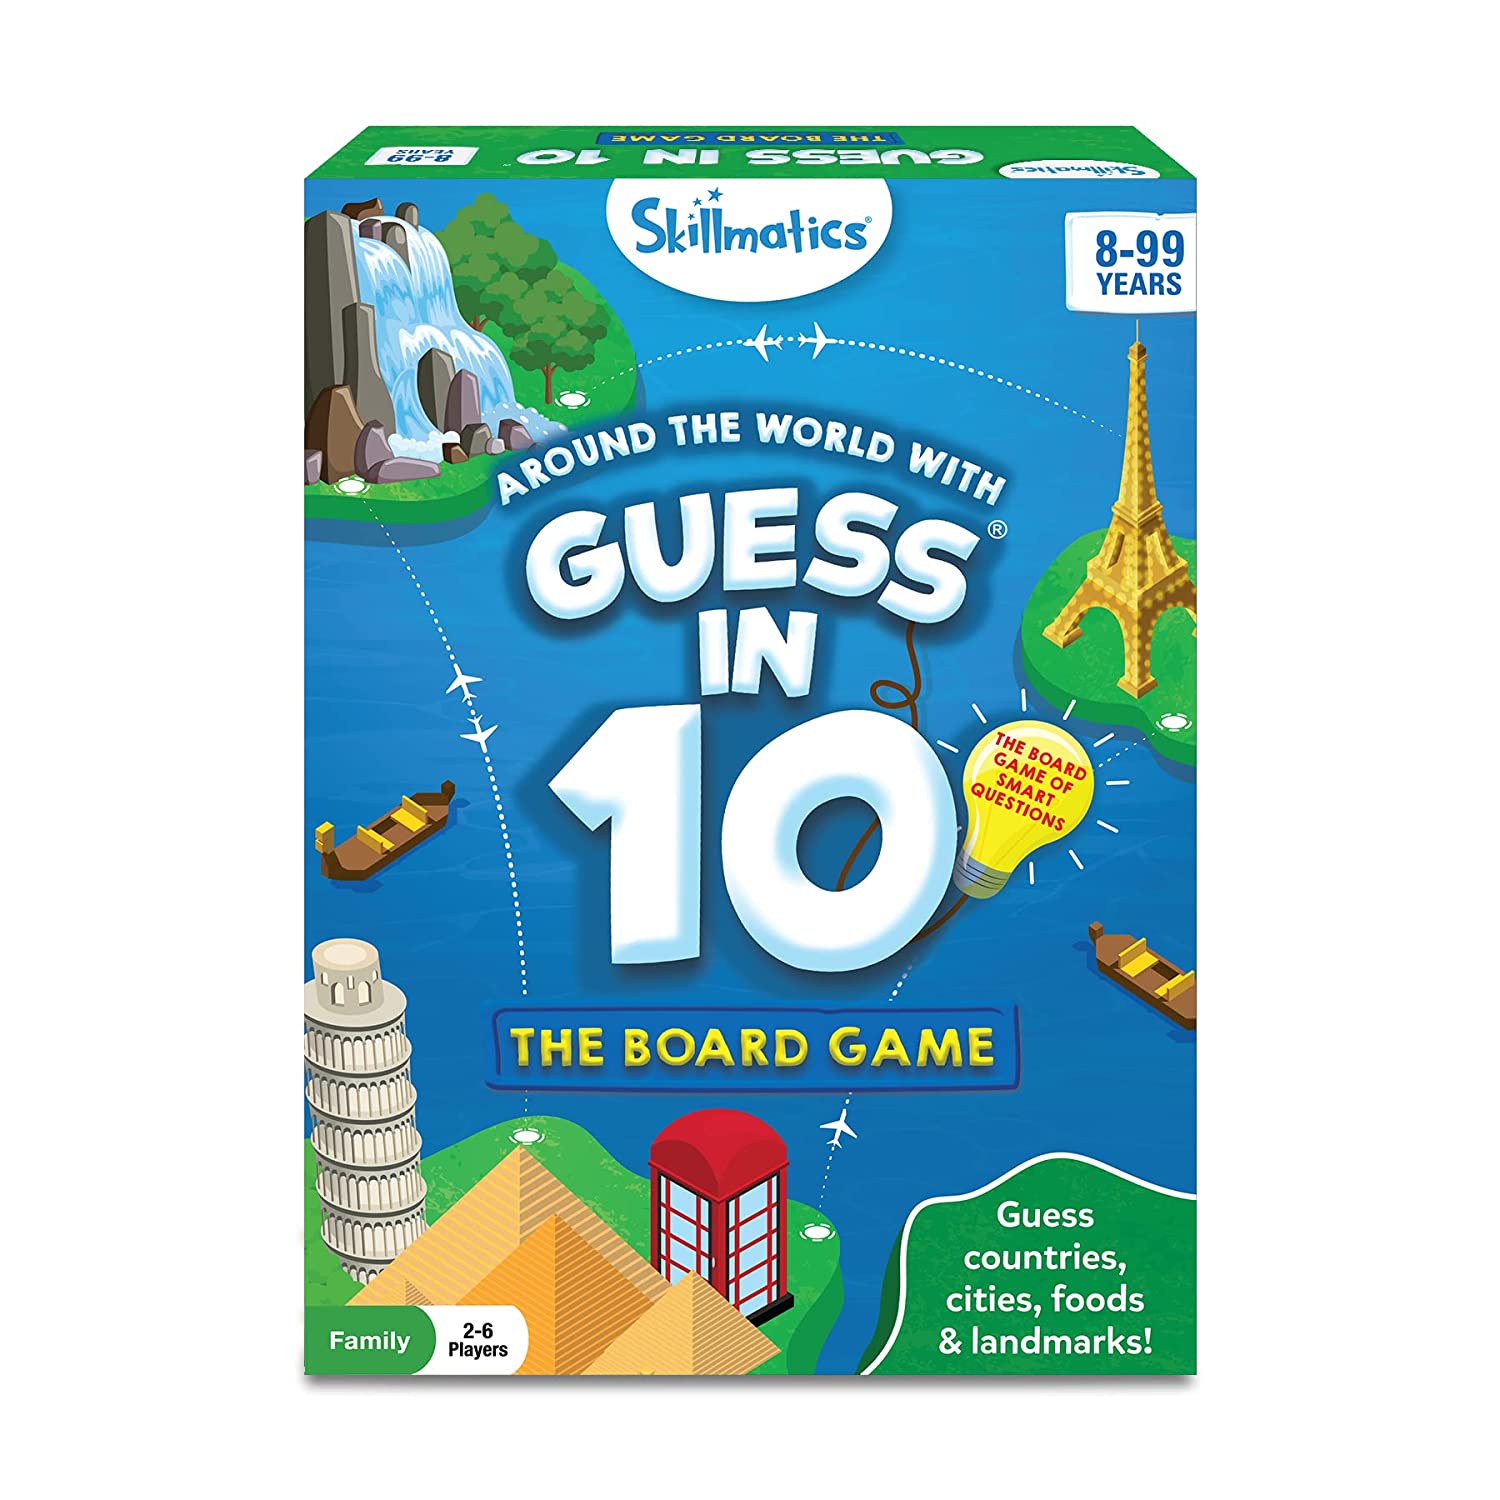 THE BOARD GAME
GUESS IN 10
™
8-99
YEARS
Skillmatics
Skillmatics®
8-99
YEARS
AROUND THE WORLD WITH
GUESS®
IN
10
THE BOARD
GAME OF
SMART
QUESTIONS
THE BOARD GAME
Guess
countries,
cities, foods
& landmarks!
Family
2-6
Players